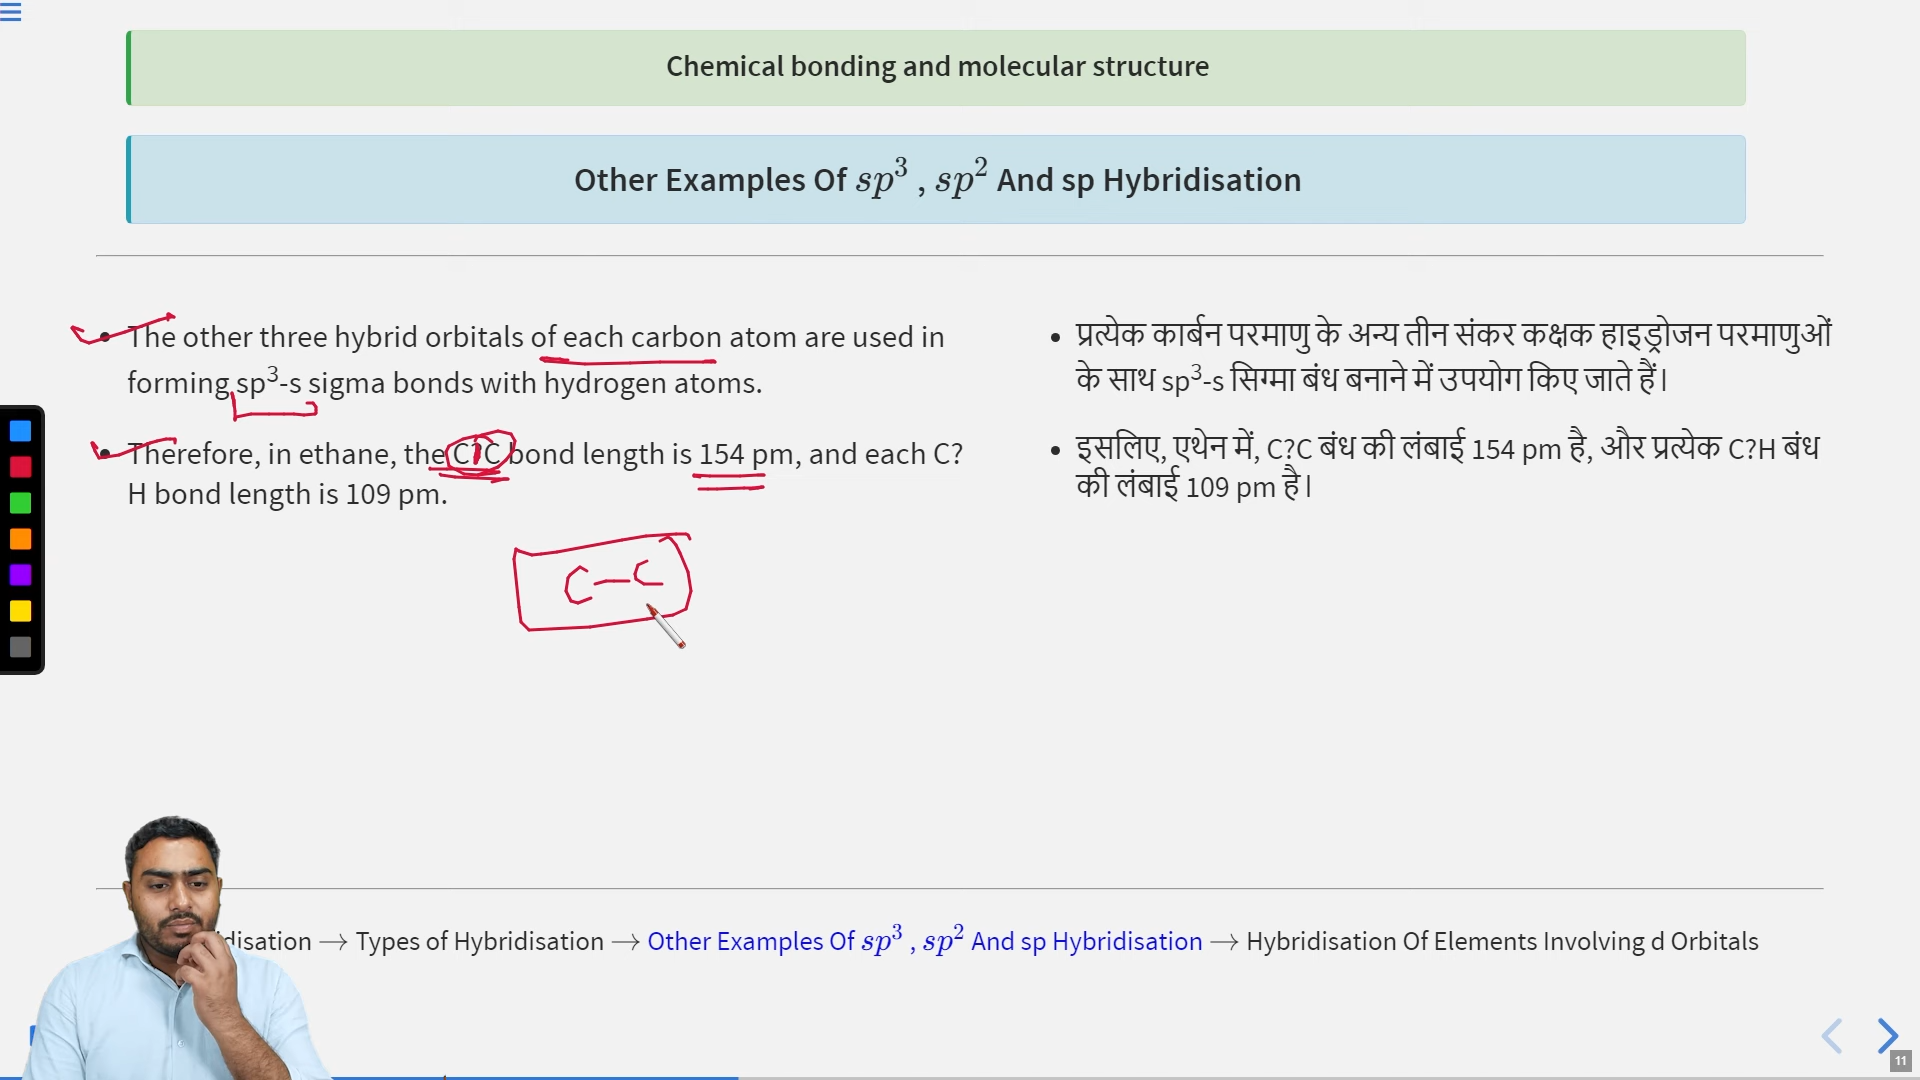 Chemical bonding and molecular structure
Other Examples Of sp³ , sp² And sp Hybridisation
• The other three hybrid orbitals of each carbon atom are used in
forming sp³-s sigma bonds with hydrogen atoms.
• Therefore, in ethane, the C?C bond length is 154 pm, and each C?
H bond length is 109 pm.
C–C
• प्रत्येक कार्बन परमाणु के अन्य तीन संकर कक्षक हाइड्रोजन परमाणुओं
के साथ sp³-s सिग्मा बंध बनाने में उपयोग किए जाते हैं।
• इसलिए, एथेन में, C?C बंध की लंबाई 154 pm है, और प्रत्येक C?H बंध
की लंबाई 109 pm है।
disation → Types of Hybridisation → Other Examples Of sp³ , sp² And sp Hybridisation → Hybridisation Of Elements Involving d Orbitals
11